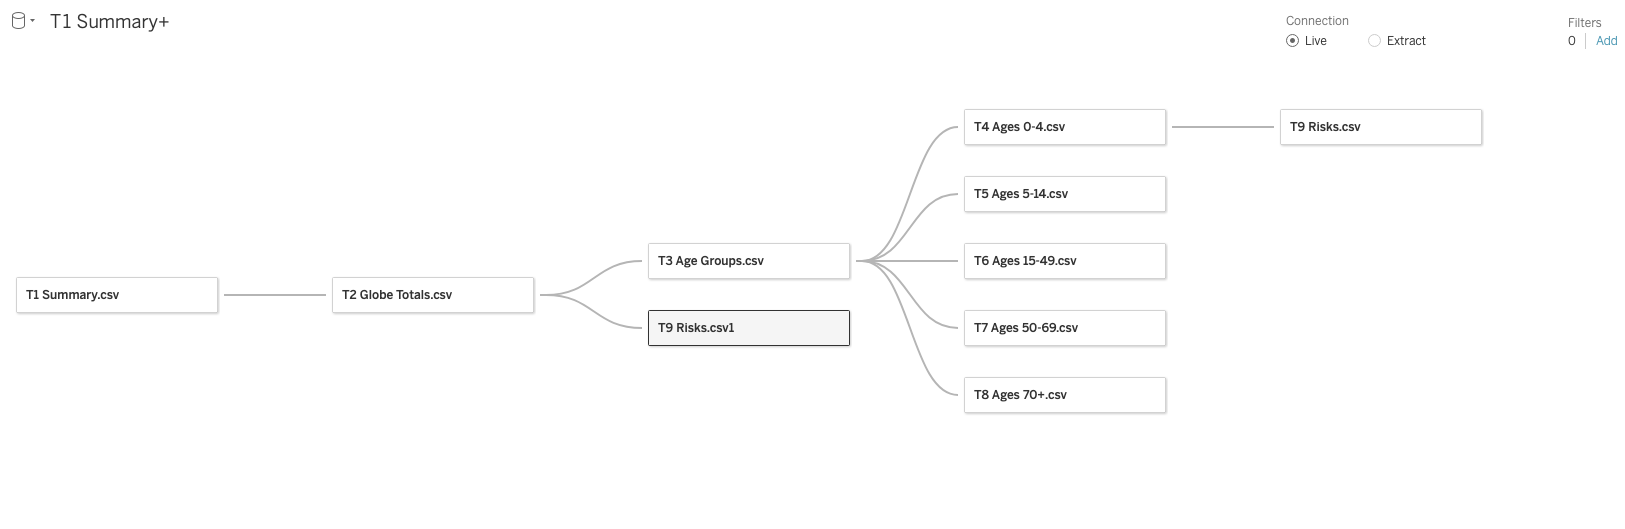 T1 Summary+
Connection
Live
Extract
Filters
0
Add
T4 Ages 0-4.csv
T9 Risks.csv
T5 Ages 5-14.csv
T3 Age Groups.csv
T6 Ages 15-49.csv
T1 Summary.csv
T2 Globe Totals.csv
T9 Risks.csv1
T7 Ages 50-69.csv
T8 Ages 70+.csv